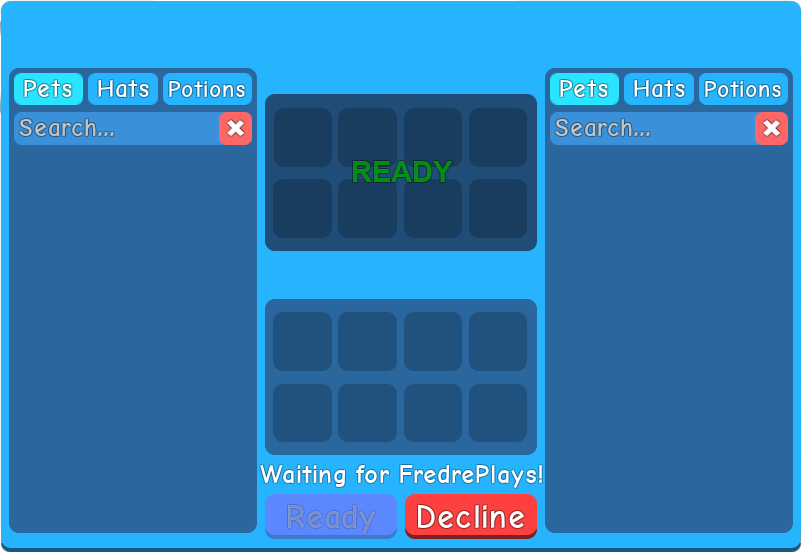 Pets Hats Potions
Search...
READY
Waiting for FredrePlays!
Ready Decline
Pets Hats Potions
Search...